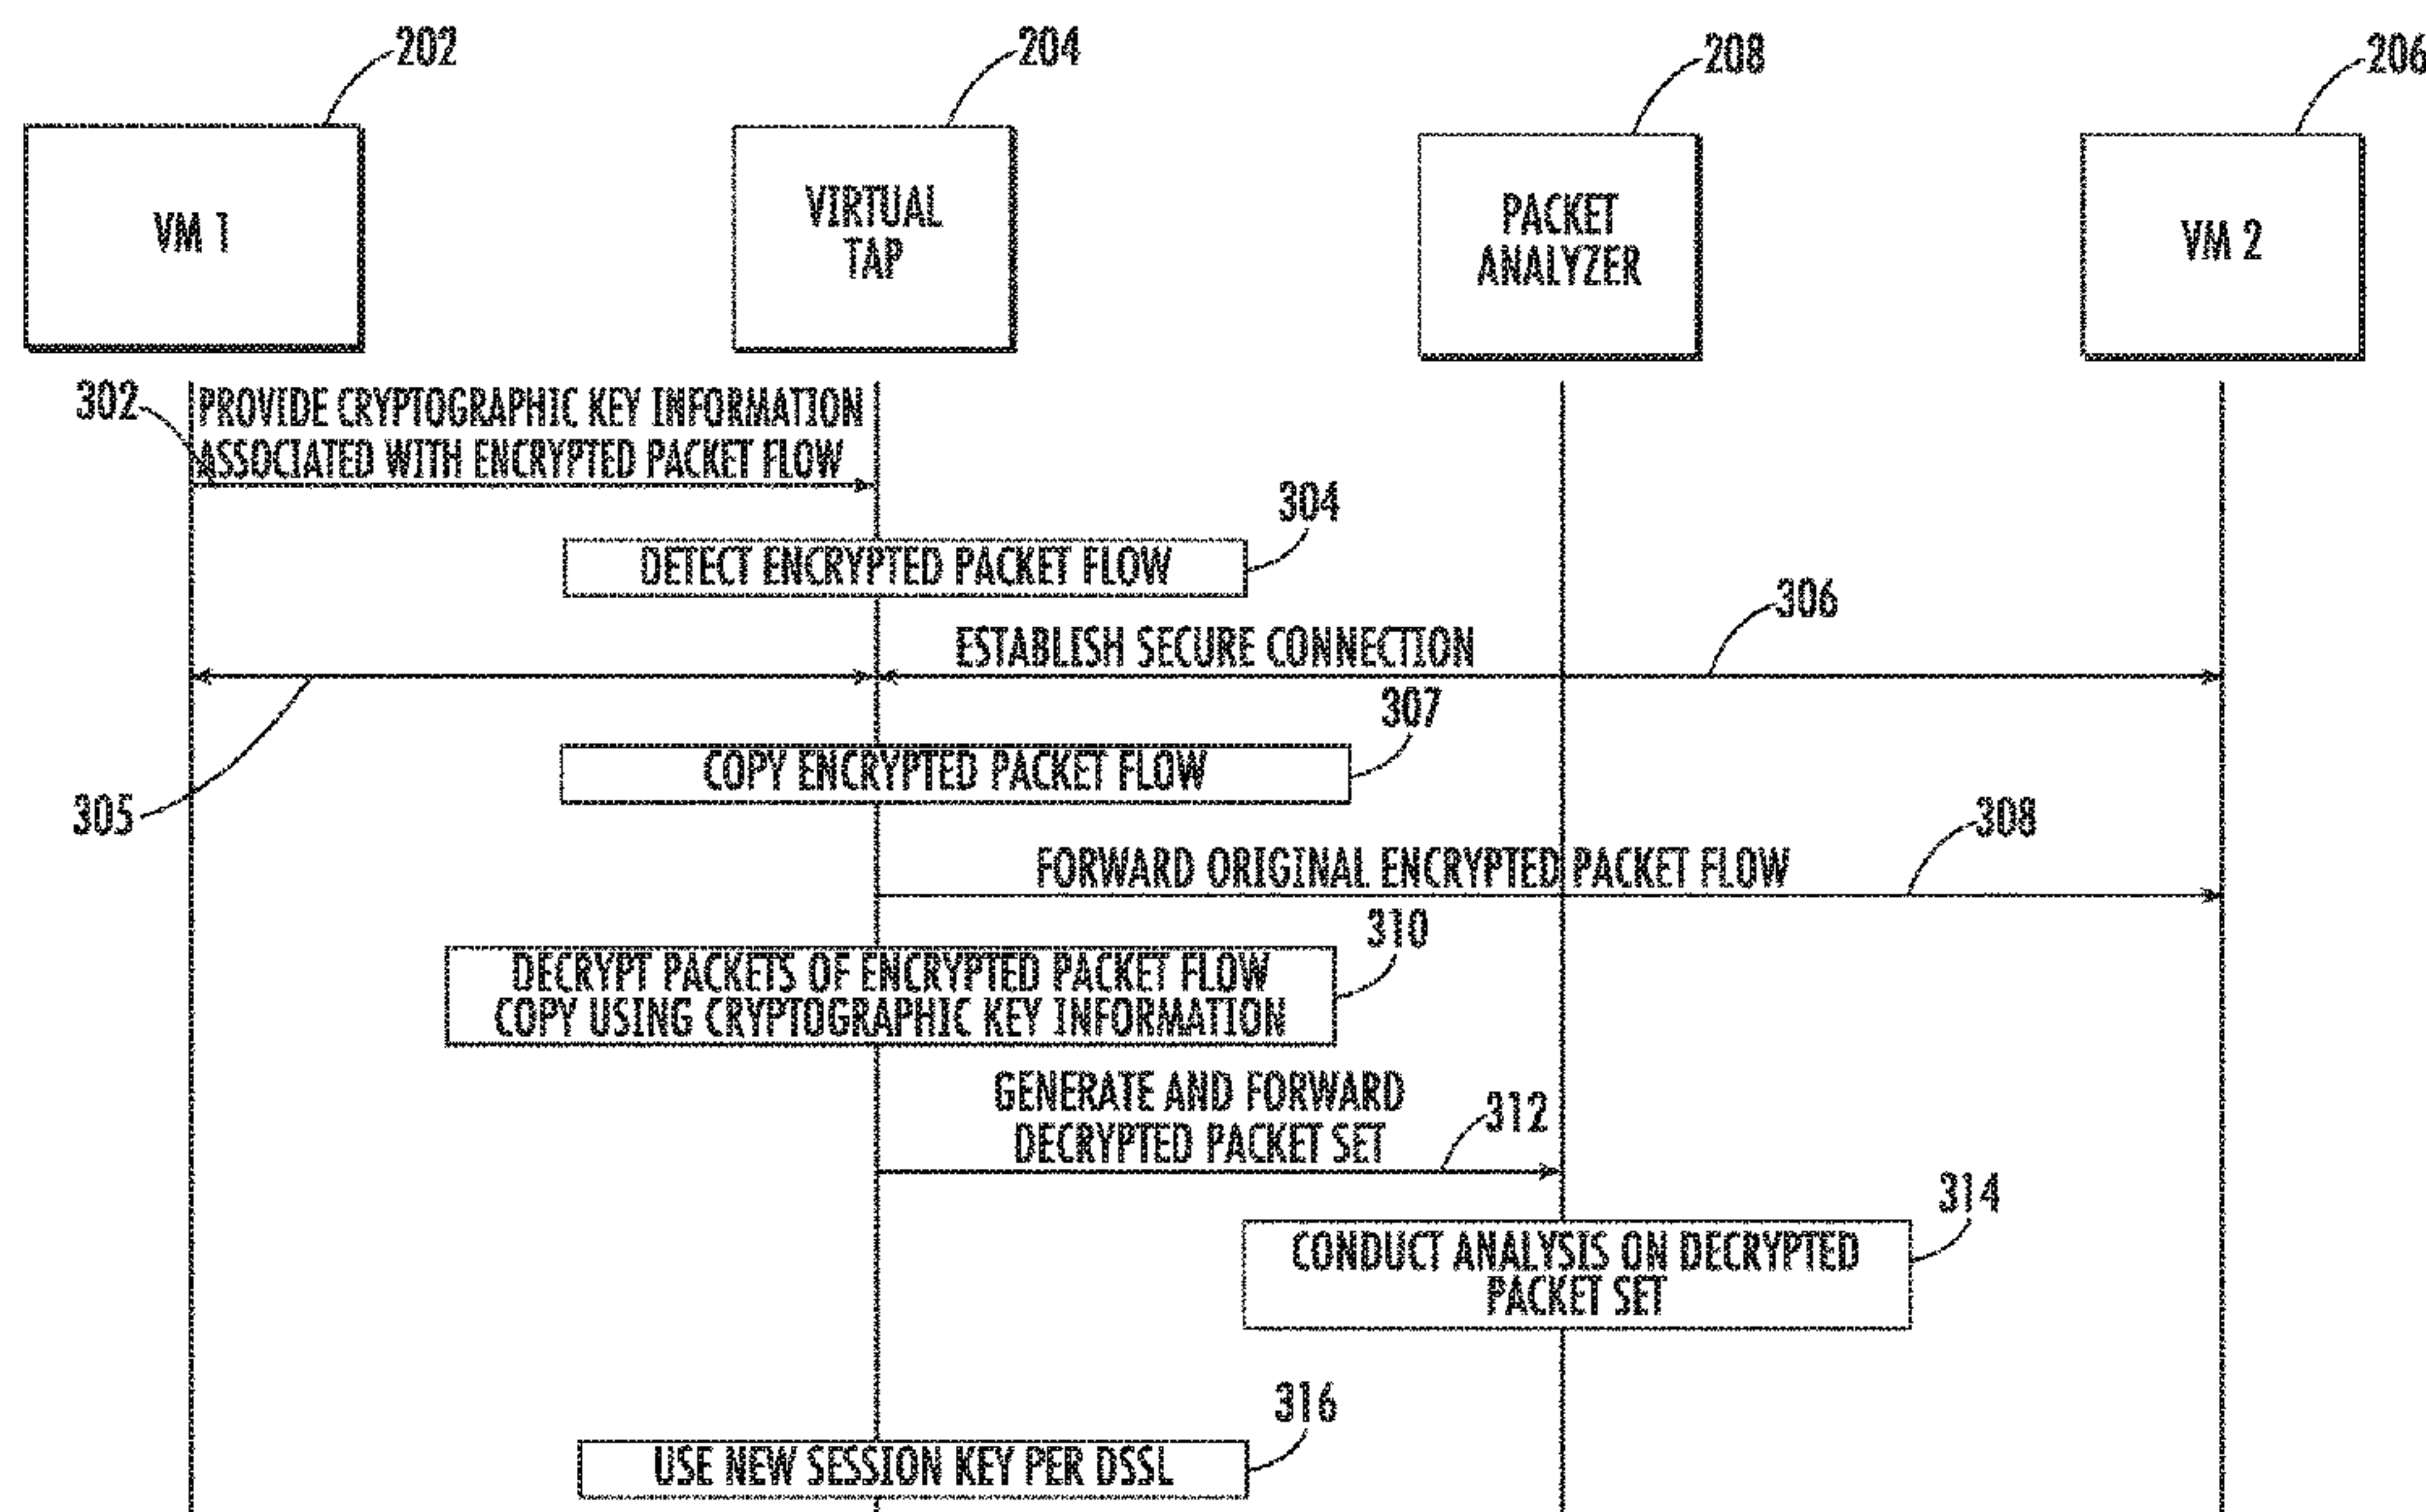 202
204
208
206
VM 1
VIRTUAL
TAP
PACKET
ANALYZER
VM 2
302
PROVIDE CRYPTOGRAPHIC KEY INFORMATION
ASSOCIATED WITH ENCRYPTED PACKET FLOW
304
DETECT ENCRYPTED PACKET FLOW
306
ESTABLISH SECURE CONNECTION
307
COPY ENCRYPTED PACKET FLOW
305
308
FORWARD ORIGINAL ENCRYPTED PACKET FLOW
310
DECRYPT PACKETS OF ENCRYPTED PACKET FLOW
COPY USING CRYPTOGRAPHIC KEY INFORMATION
GENERATE AND FORWARD
DECRYPTED PACKET SET
312
314
CONDUCT ANALYSIS ON DECRYPTED
PACKET SET
316
USE NEW SESSION KEY PER DSSL